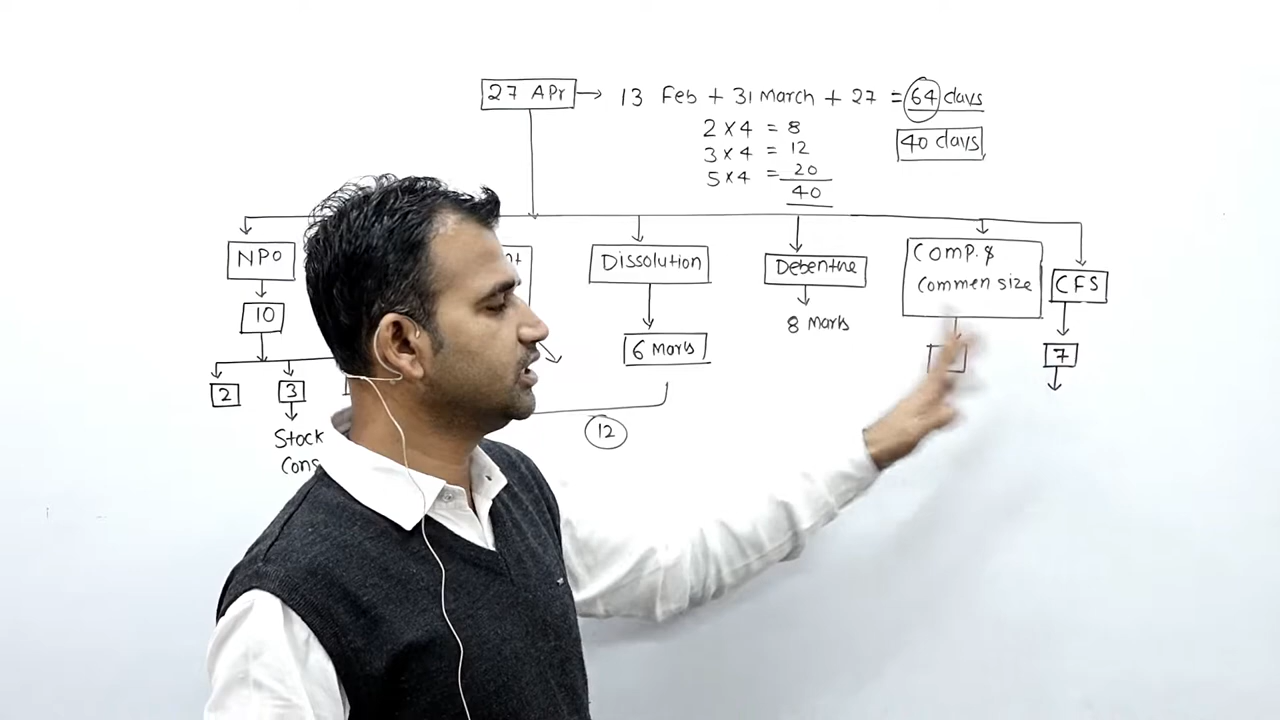 27 APr → 13 Feb + 31 March + 27 = 64 days
2 x 4 = 8
3 x 4 = 12
5 x 4 = 20
40
40 days
NPO
10
2
3
Stock
Dissolution
6 Marks
12
Debentne
8 Marks
ComP. &
Commen size
CFS
7